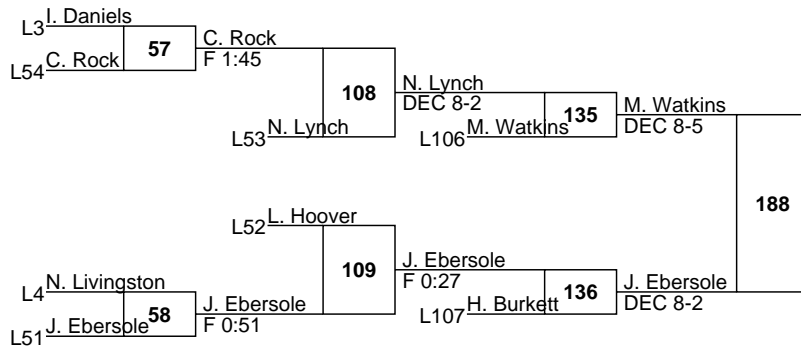 L3 I. Daniels
57
C. Rock
F 1:45
L54 C. Rock
108
N. Lynch
DEC 8-2
L53 N. Lynch
135
M. Watkins
DEC 8-5
L106 M. Watkins
188
L52 L. Hoover
109
J. Ebersole
F 0:27
L4 N. Livingston
58
J. Ebersole
F 0:51
L51 J. Ebersole
136
J. Ebersole
DEC 8-2
L107 H. Burkett